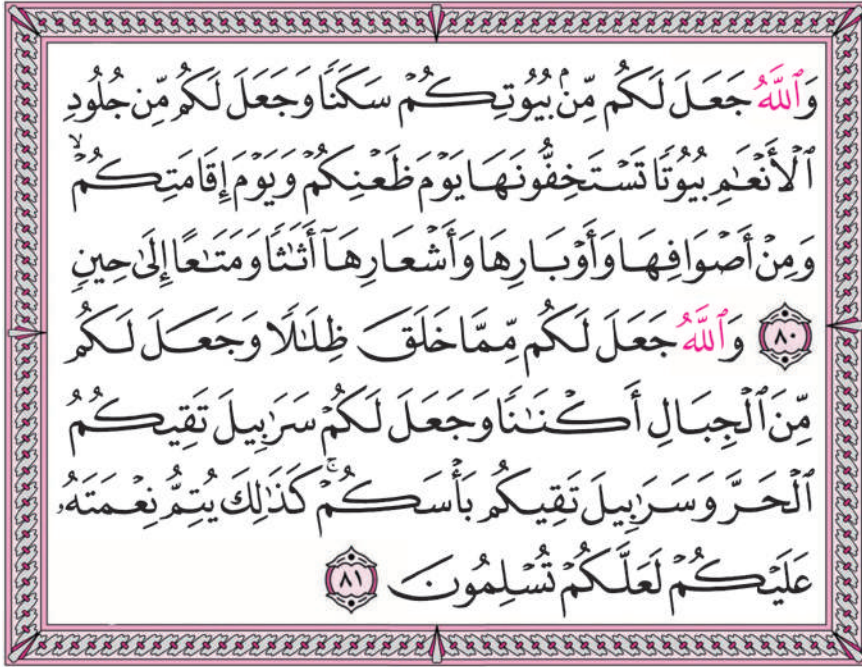 وَٱللَّهُ جَعَلَ لَكُم مِّنۢ بُيُوتِكُمْ سَكَنًا وَجَعَلَ لَكُم مِّن جُلُودِ
ٱلْأَنْعَٰمِ بُيُوتًا تَسْتَخِفُّونَهَا يَوْمَ ظَعْنِكُمْ وَيَوْمَ إِقَامَتِكُمْ ۙ
وَمِنْ أَصْوَافِهَا وَأَوْبَارِهَا وَأَشْعَارِهَآ أَثَٰثًا وَمَتَٰعًا إِلَىٰ حِينٍ
٨٠ وَٱللَّهُ جَعَلَ لَكُم مِّمَّا خَلَقَ ظِلَٰلًا وَجَعَلَ لَكُم
مِّنَ ٱلْجِبَالِ أَكْنَٰنًا وَجَعَلَ لَكُمْ سَرَٰبِيلَ تَقِيكُمُ
ٱلْحَرَّ وَسَرَٰبِيلَ تَقِيكُم بَأْسَكُمْ ۚ كَذَٰلِكَ يُتِمُّ نِعْمَتَهُۥ
عَلَيْكُمْ لَعَلَّكُمْ تُسْلِمُونَ ٨١